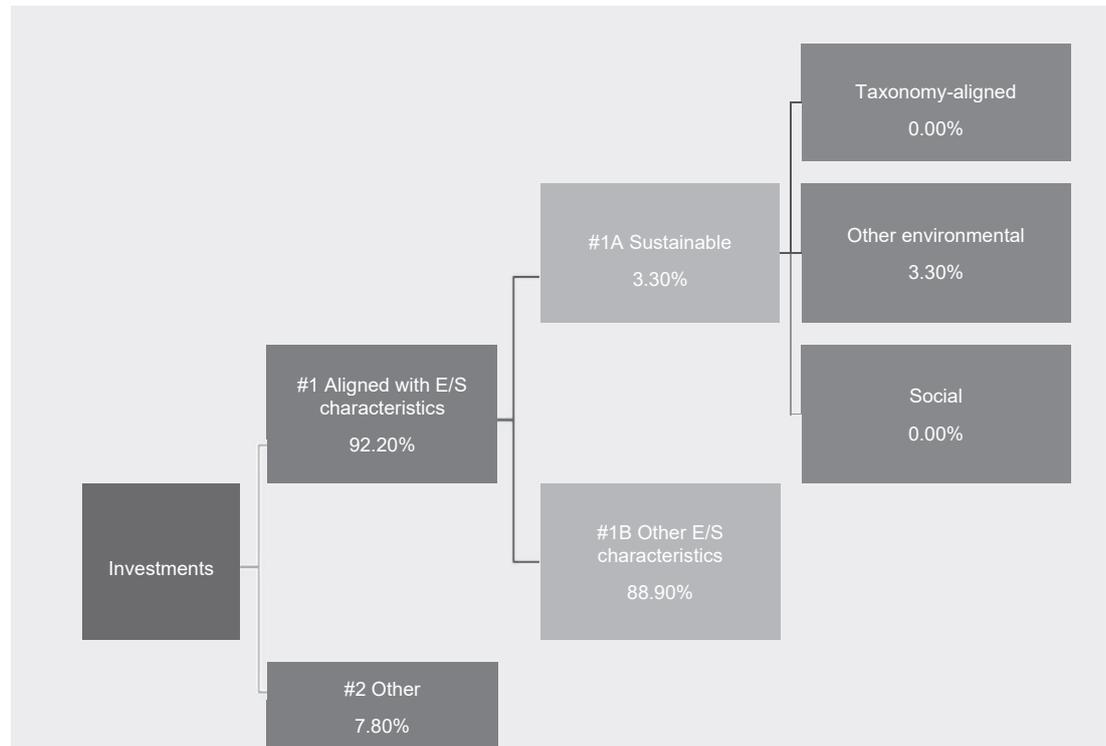 Taxonomy-aligned
0.00%
#1A Sustainable
3.30%
Other environmental
3.30%
#1 Aligned with E/S
characteristics
92.20%
Social
0.00%
Investments
#1B Other E/S
characteristics
88.90%
#2 Other
7.80%